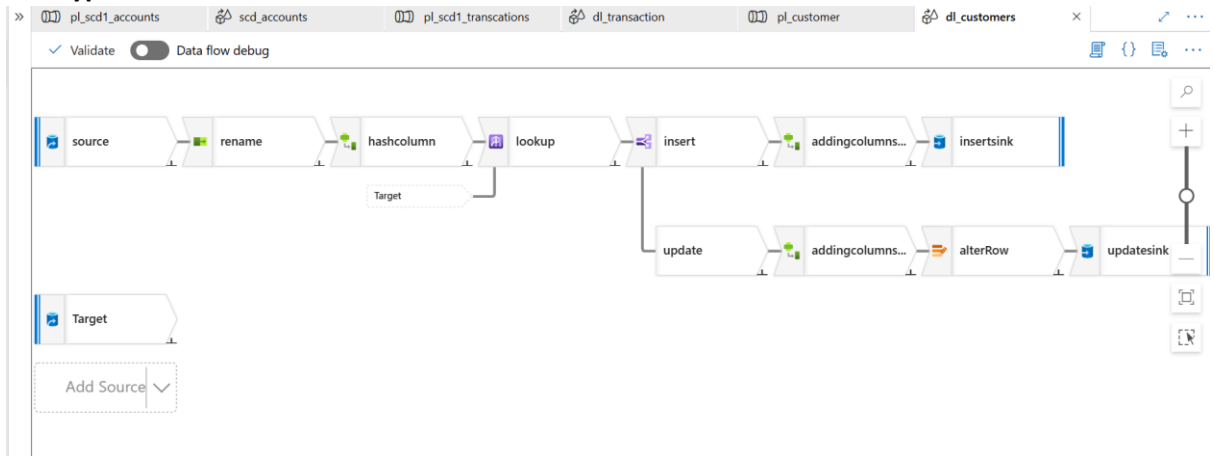 » pl_scd1_accounts scd_accounts pl_scd1_transcations dl_transaction pl_customer dl_customers × ...
Validate Data flow debug {} ...
source rename hashcolumn lookup insert addingcolumns... insertsink
Target
update addingcolumns... alterRow updatesink
Target
Add Source